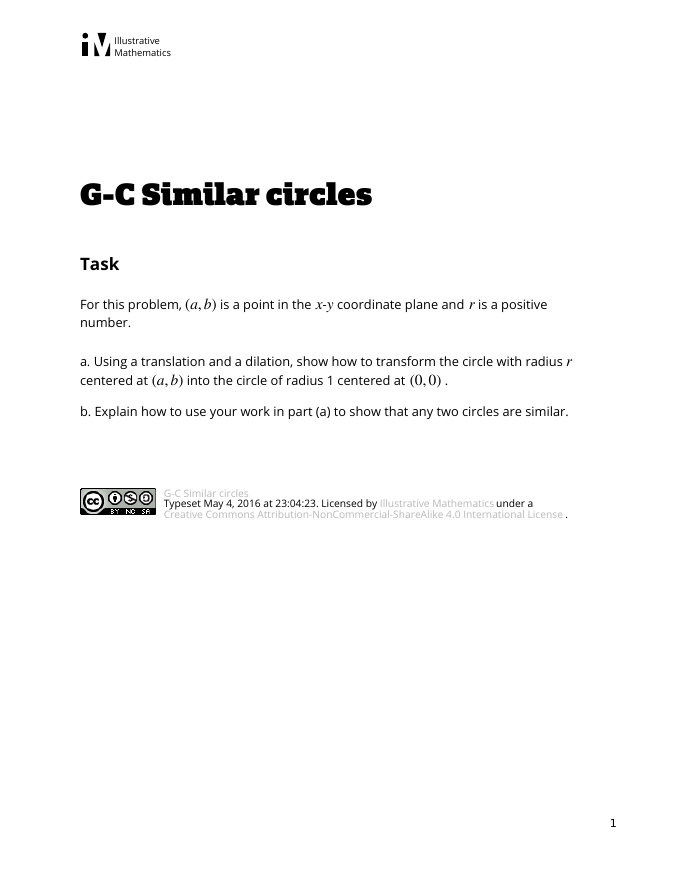 Illustrative
Mathematics
G-C Similar circles
Task
For this problem, (a, b) is a point in the x-y coordinate plane and r is a positive
number.
a. Using a translation and a dilation, show how to transform the circle with radius r
centered at (a, b) into the circle of radius 1 centered at (0, 0) .
b. Explain how to use your work in part (a) to show that any two circles are similar.
cc BY NC SA
G-C Similar circles
Typeset May 4, 2016 at 23:04:23. Licensed by Illustrative Mathematics under a
Creative Commons Attribution-NonCommercial-ShareAlike 4.0 International License .
1